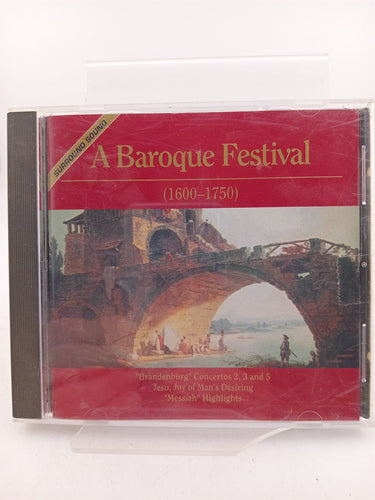 SURROUND SOUND
A Baroque Festival
(1600–1750)
"Brandenburg" Concertos 2, 3 and 5
Jesu, Joy of Man's Desiring
"Messiah" Highlights